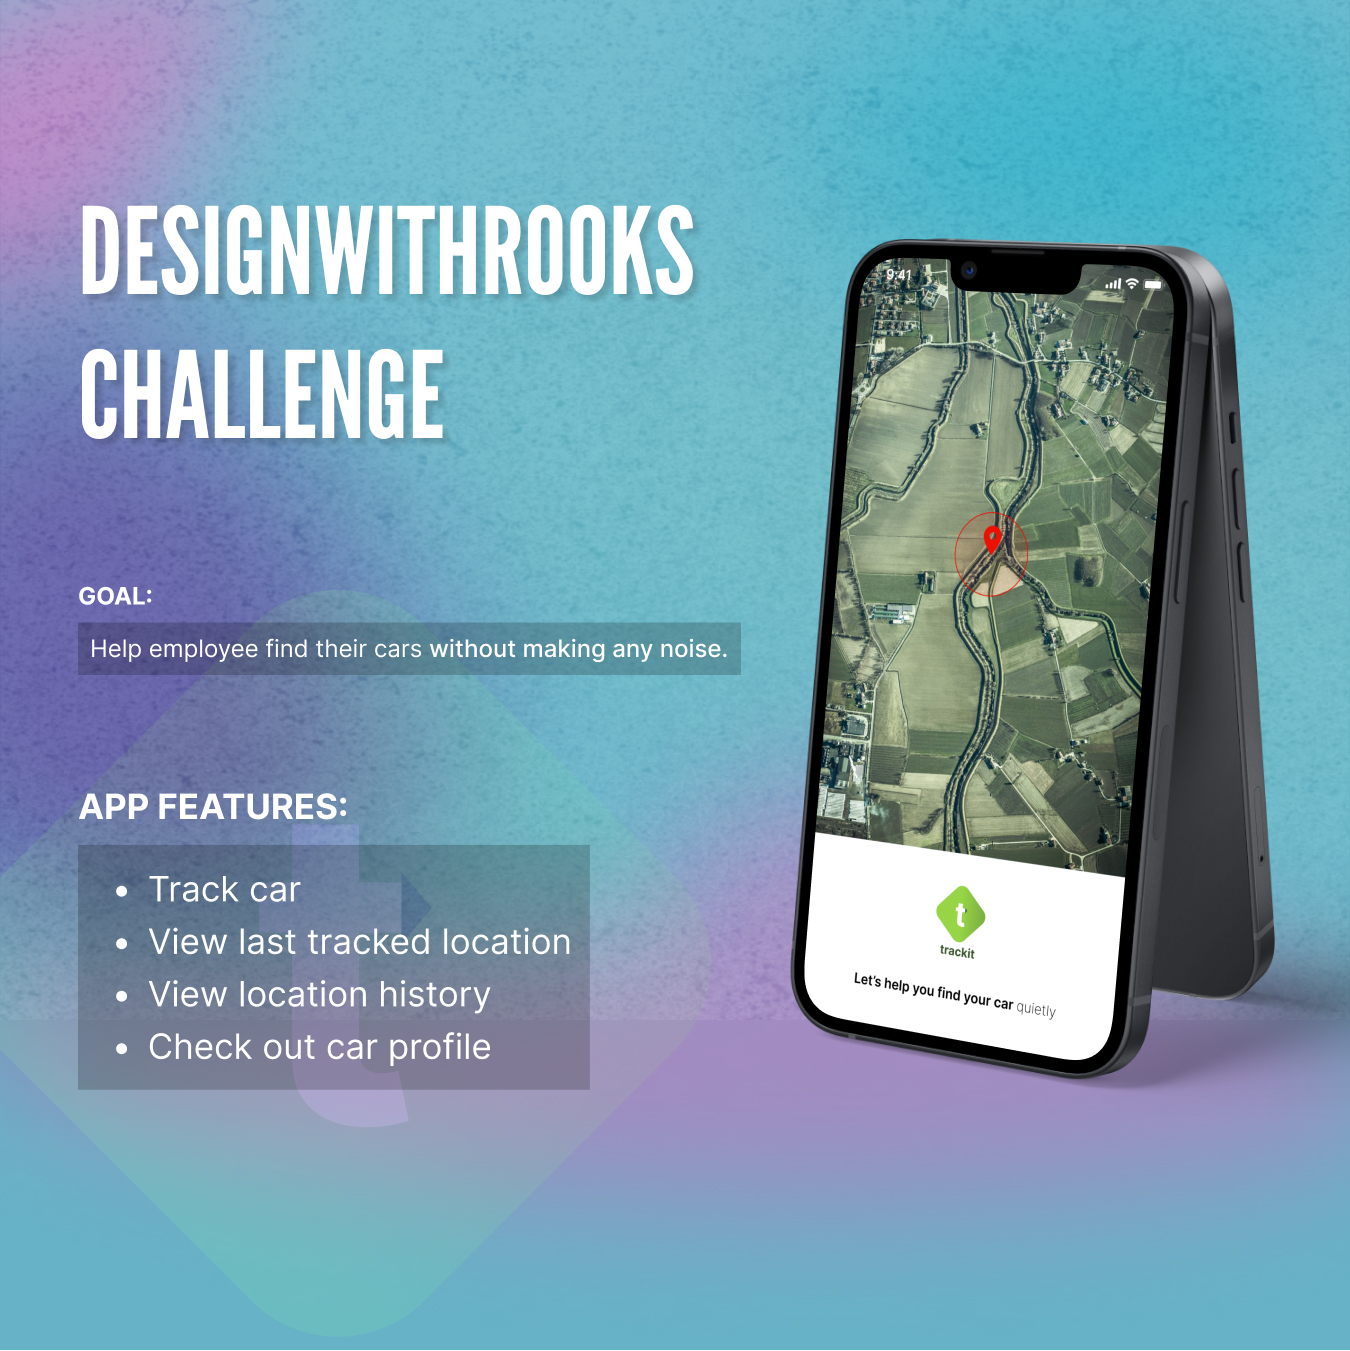 DESIGNWITHROOKS
CHALLENGE
GOAL:
Help employee find their cars without making any noise.
APP FEATURES:
• Track car
• View last tracked location
• View location history
• Check out car profile
9:41
t
trackit
Let's help you find your car quietly
t